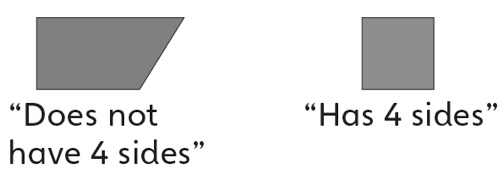 “Does not
have 4 sides”
“Has 4 sides”